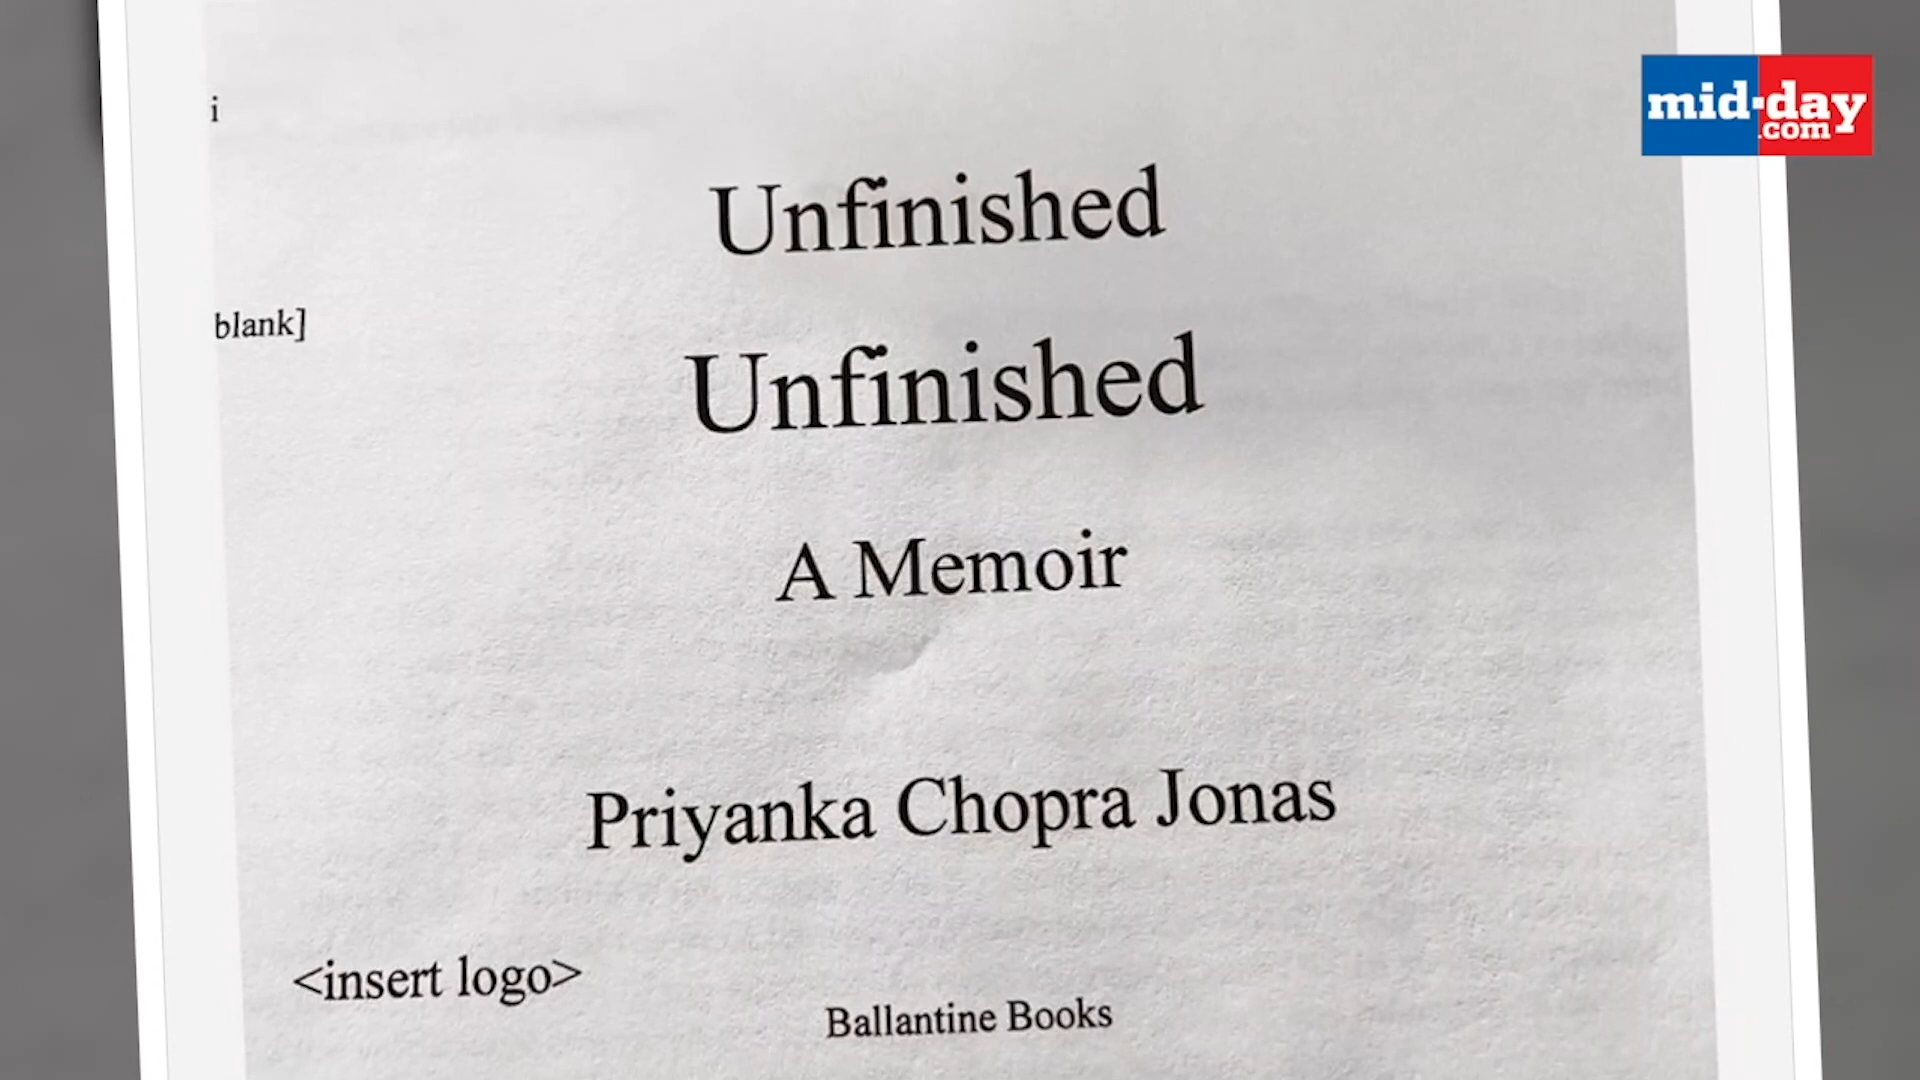 mid-day
.com
i
Unfinished
blank]
Unfinished
A Memoir
Priyanka Chopra Jonas
<insert logo>
Ballantine Books